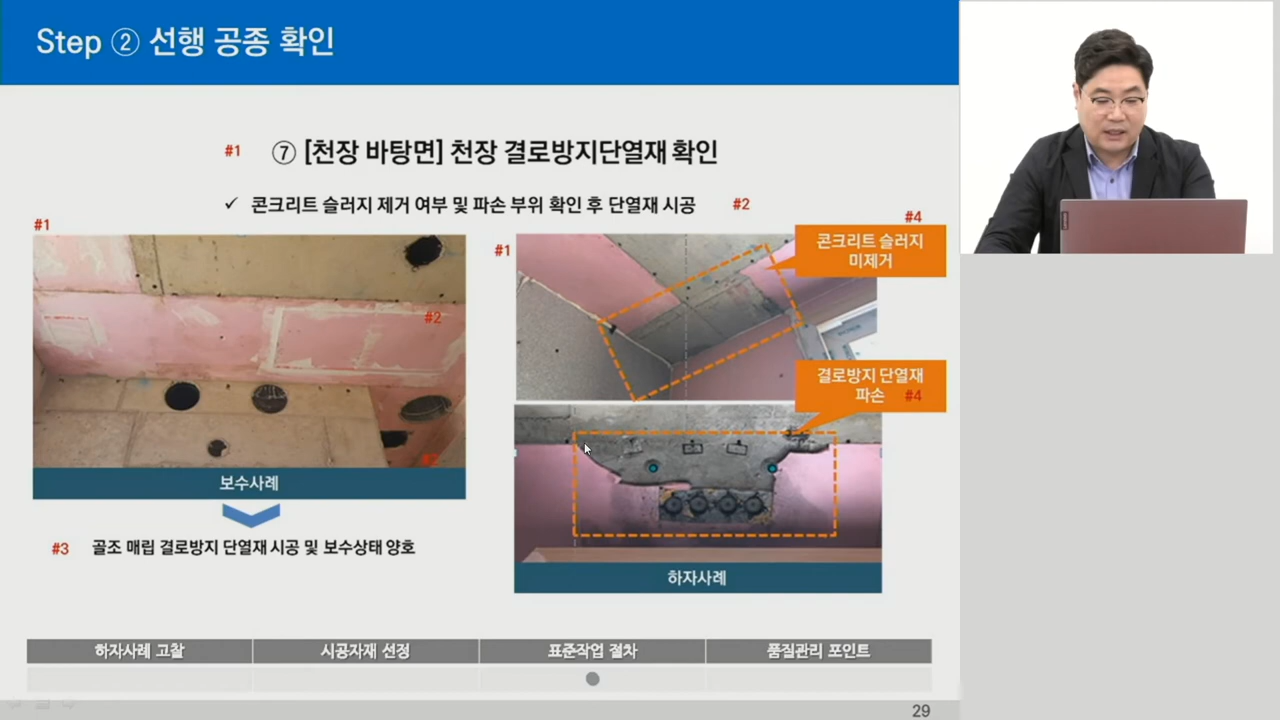 Step ② 선행 공종 확인
#1 ⑦ [천장 바탕면] 천장 결로방지단열재 확인
✓ 콘크리트 슬러지 제거 여부 및 파손 부위 확인 후 단열재 시공 #2
#1
#2
보수사례
#3 골조 매립 결로방지 단열재 시공 및 보수상태 양호
#1
#4
콘크리트 슬러지
미제거
결로방지 단열재
파손 #4
하자사례
하자사례 고찰 시공자재 선정 표준작업 절차 품질관리 포인트
29